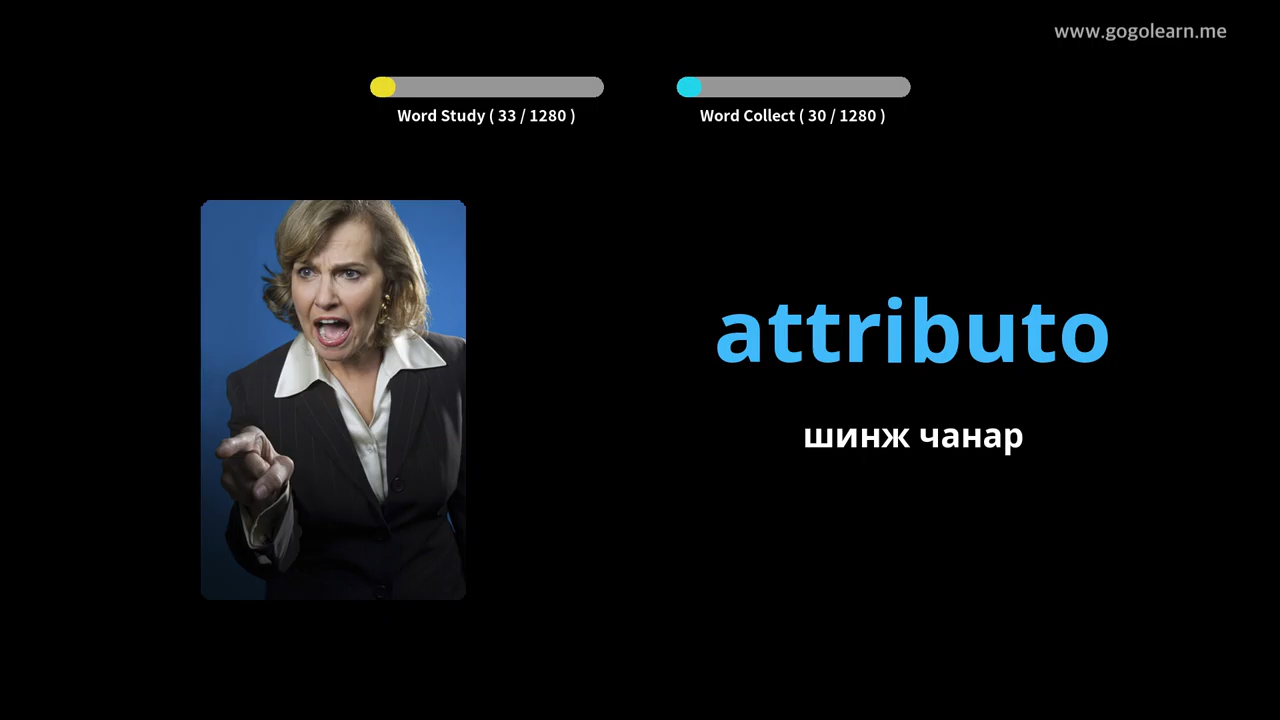 www.gogolearn.me
Word Study ( 33 / 1280 )
Word Collect ( 30 / 1280 )
attributo
шинж чанар